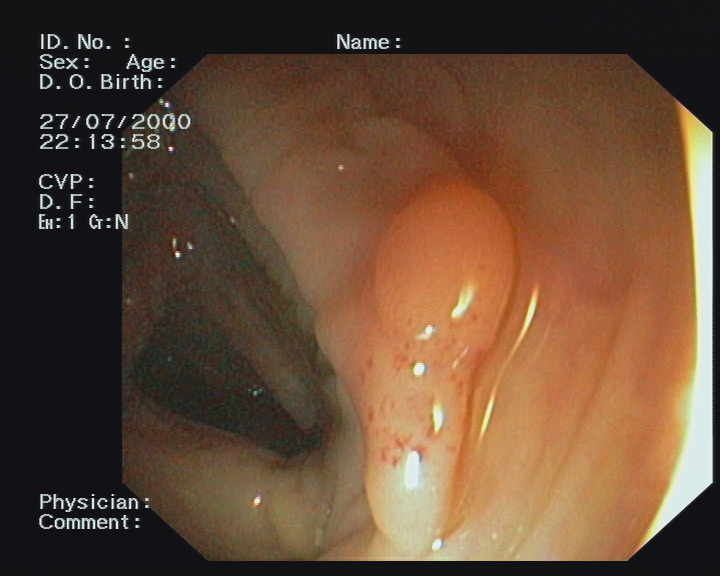 ID. No. : Name:
Sex: Age:
D. O. Birth:
27/07/2000
22:13:58
CVP:
D. F:
EH:1 Ct:N
Physician:
Comment: